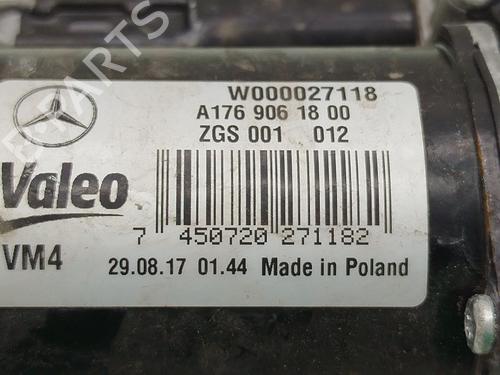 W000027118
A176 906 18 00
ZGS 001 012
Valeo
7 450720 271182
VM4
29.08.17 01.44 Made in Poland